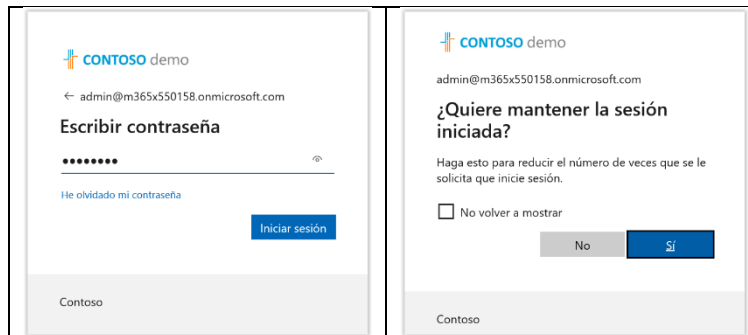 CONTOSO demo
← admin@m365x550158.onmicrosoft.com
Escribir contraseña
••••••••
He olvidado mi contraseña
Iniciar sesión
Contoso
CONTOSO demo
admin@m365x550158.onmicrosoft.com
¿Quiere mantener la sesión
iniciada?
Haga esto para reducir el número de veces que se le
solicita que inicie sesión.
No volver a mostrar
No Sí
Contoso